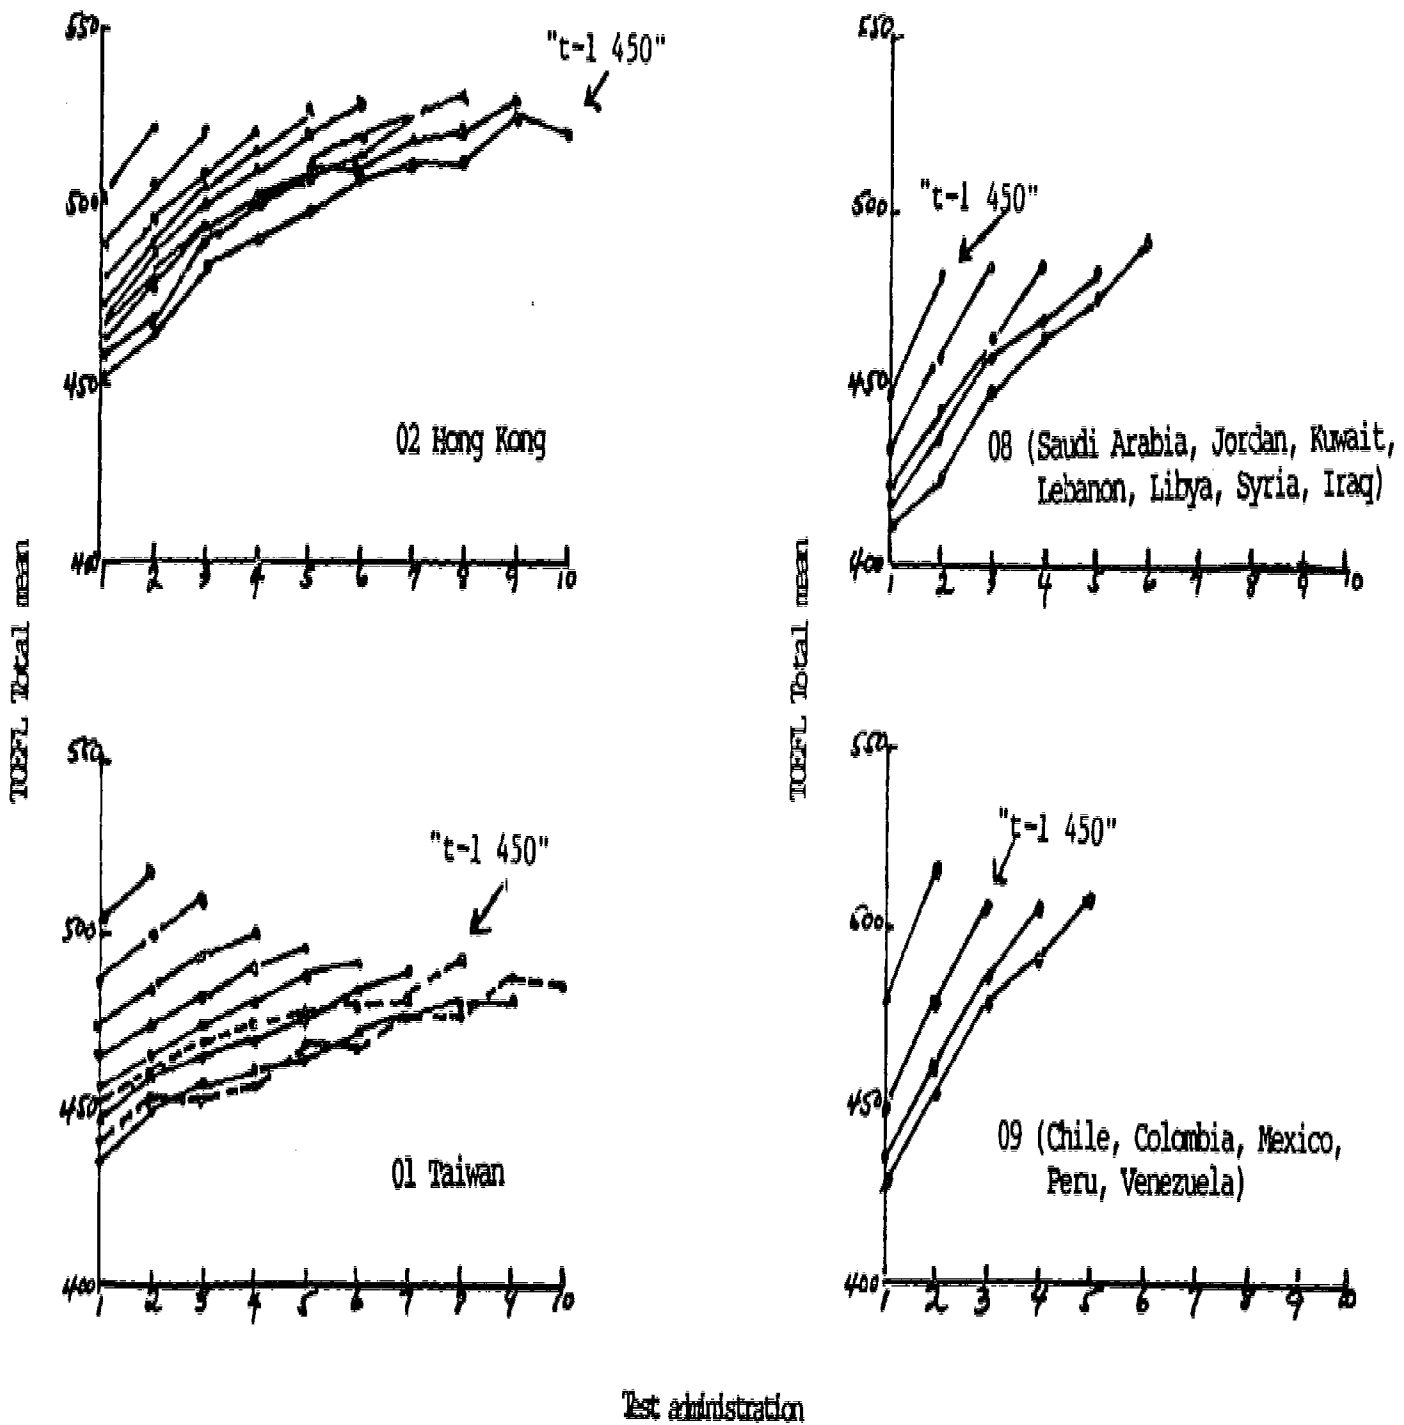 550
"t=1 450"
500
450
02 Hong Kong
400
1 2 3 4 5 6 7 8 9 10
550
"t=1 450"
500
450
08 (Saudi Arabia, Jordan, Kuwait,
Lebanon, Libya, Syria, Iraq)
400
1 2 3 4 5 6 7 8 9 10
TOEFL Total mean
TOEFL Total mean
550
"t=1 450"
500
450
01 Taiwan
400
1 2 3 4 5 6 7 8 9 10
550
"t=1 450"
500
450
09 (Chile, Colombia, Mexico,
Peru, Venezuela)
400
1 2 3 4 5 6 7 8 9 10
Test administration